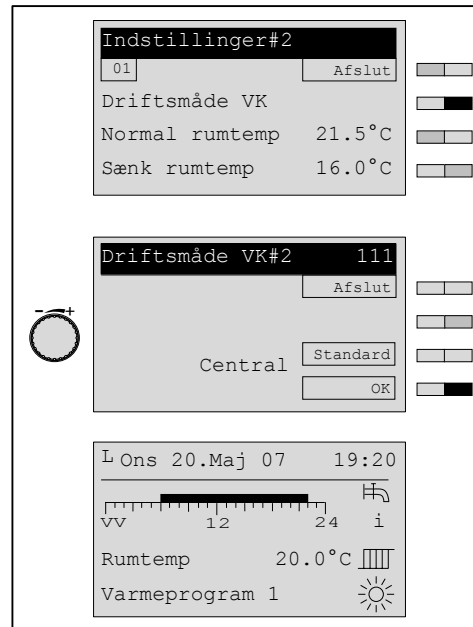 Indstillinger#2
01 Afslut
Driftsmåde VK
Normal rumtemp 21.5°C
Sænk rumtemp 16.0°C
Driftsmåde VK#2 111
Afslut
- +
Central Standard
OK
L Ons 20.Maj 07 19:20
VV 12 24 i
Rumtemp 20.0°C
Varmeprogram 1